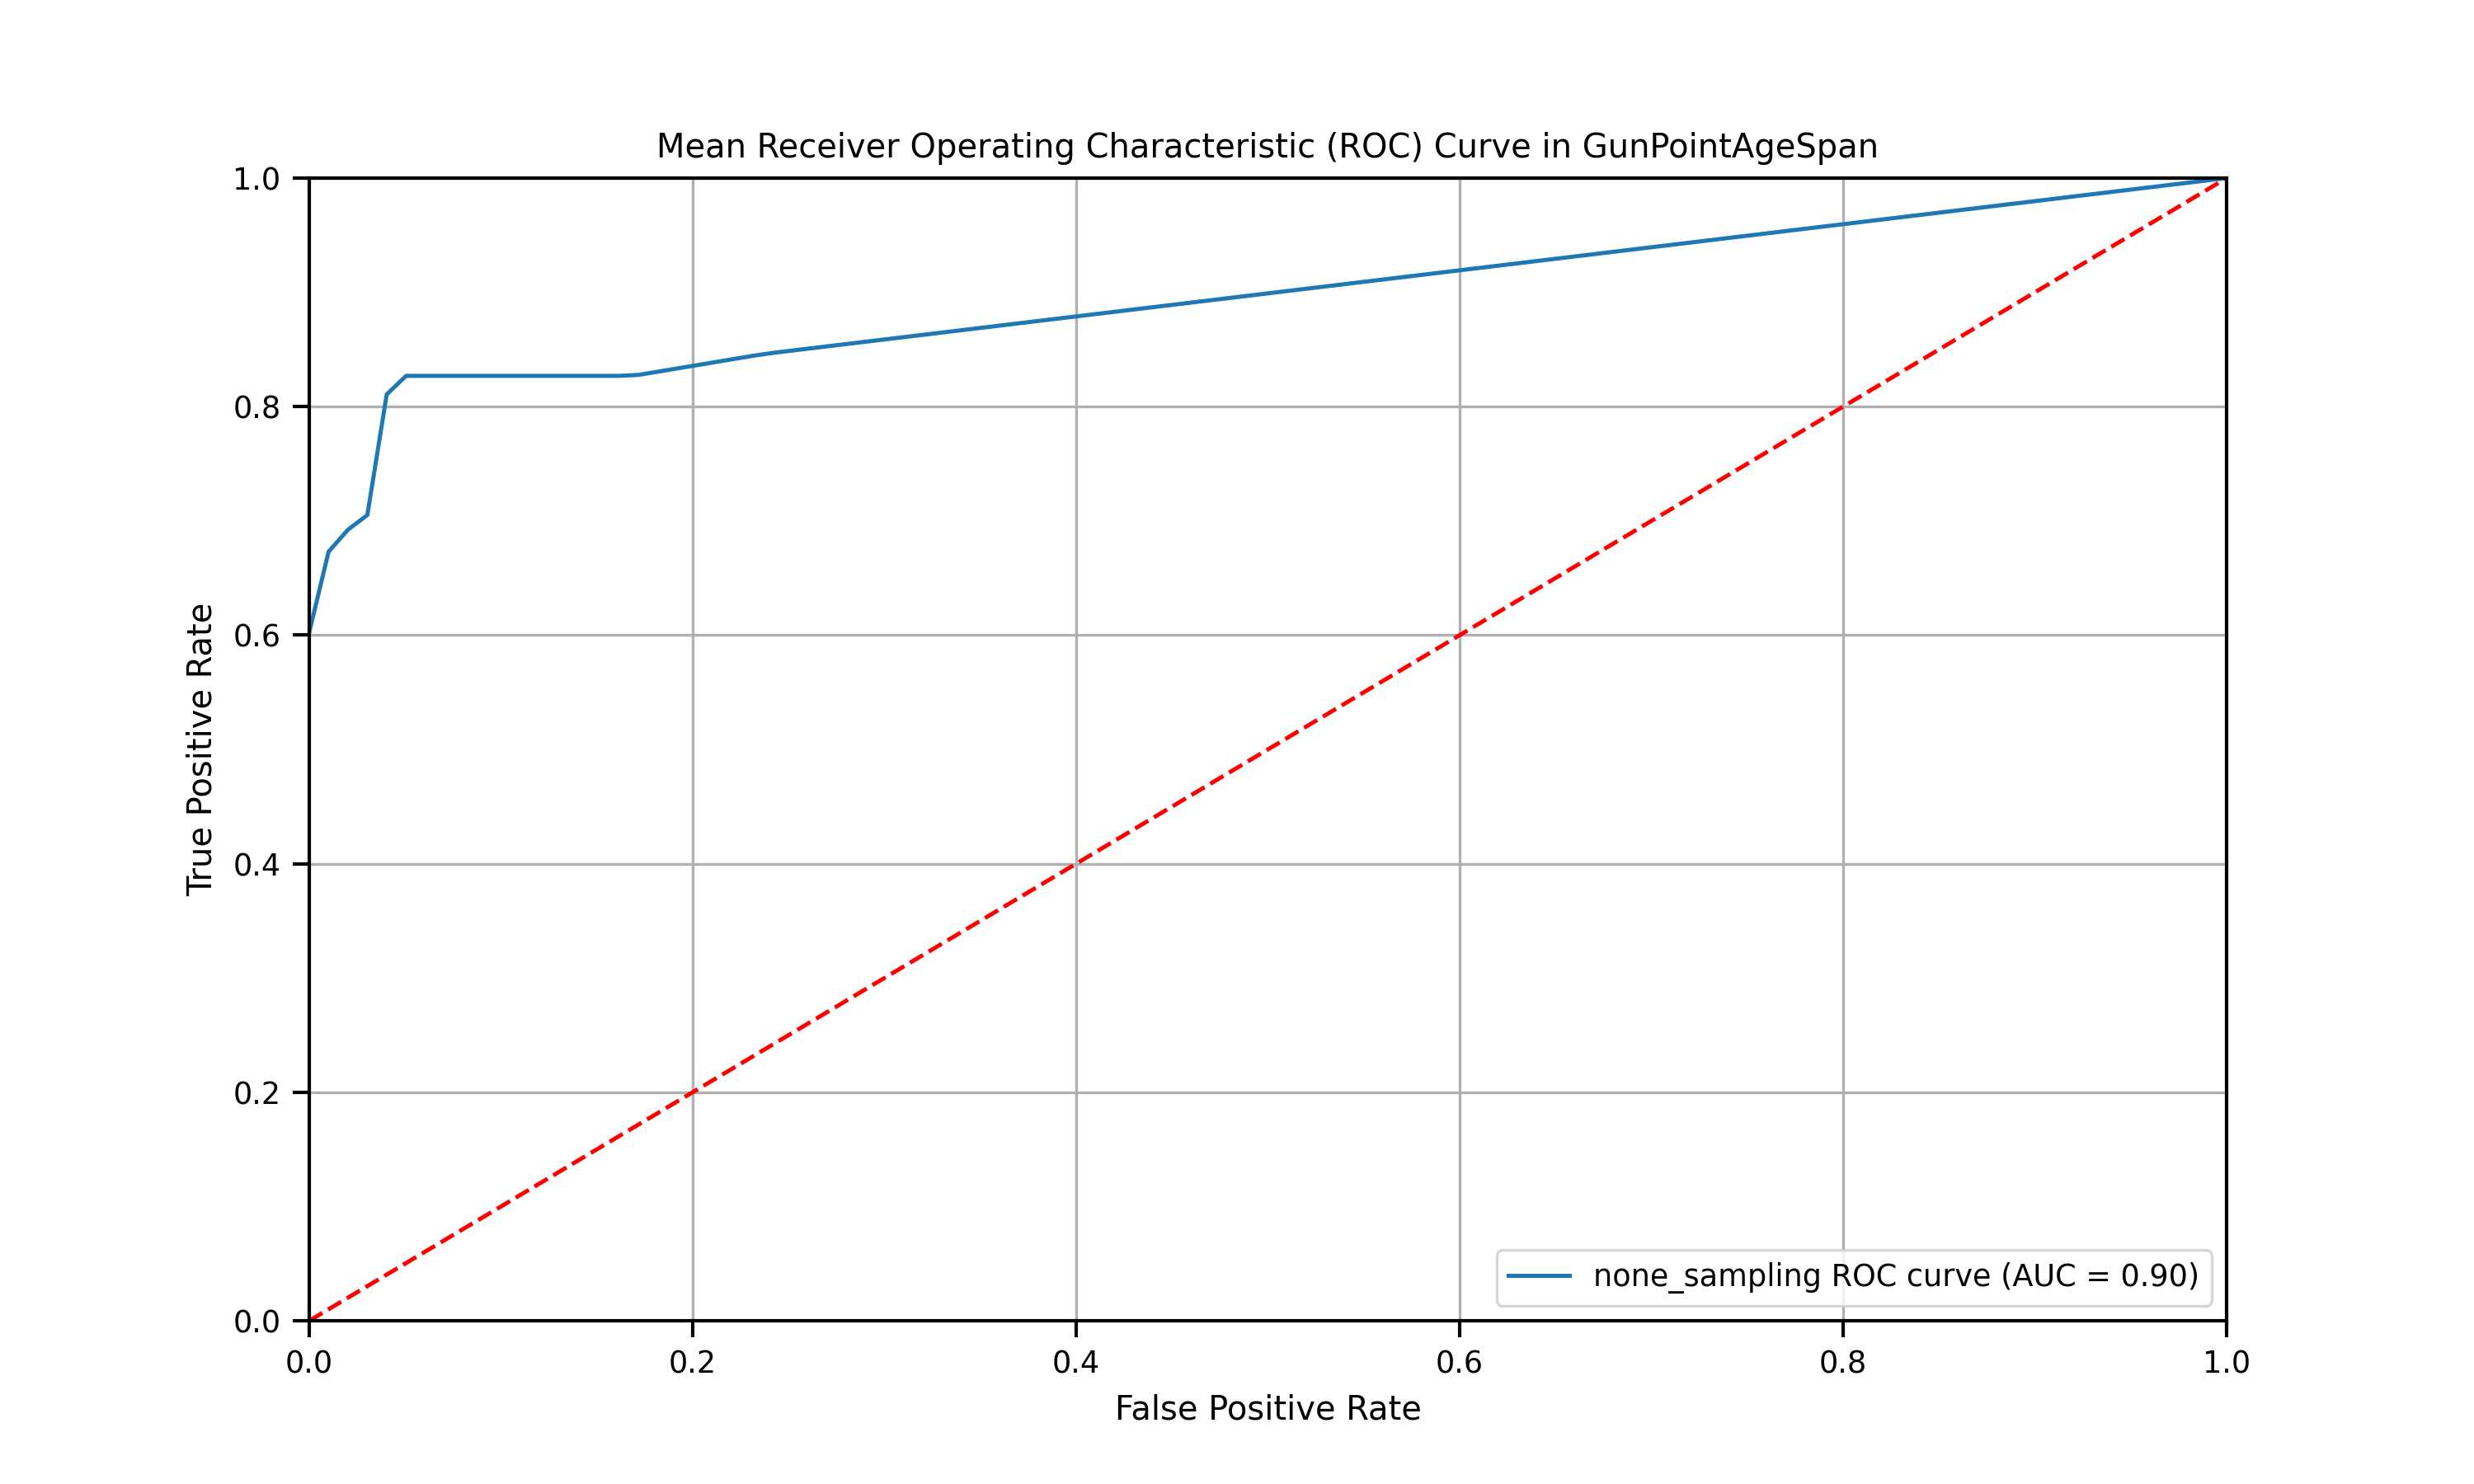 Mean Receiver Operating Characteristic (ROC) Curve in GunPointAgeSpan
True Positive Rate
1.0
0.8
0.6
0.4
0.2
0.0
0.0 0.2 0.4 0.6 0.8 1.0
False Positive Rate
none_sampling ROC curve (AUC = 0.90)